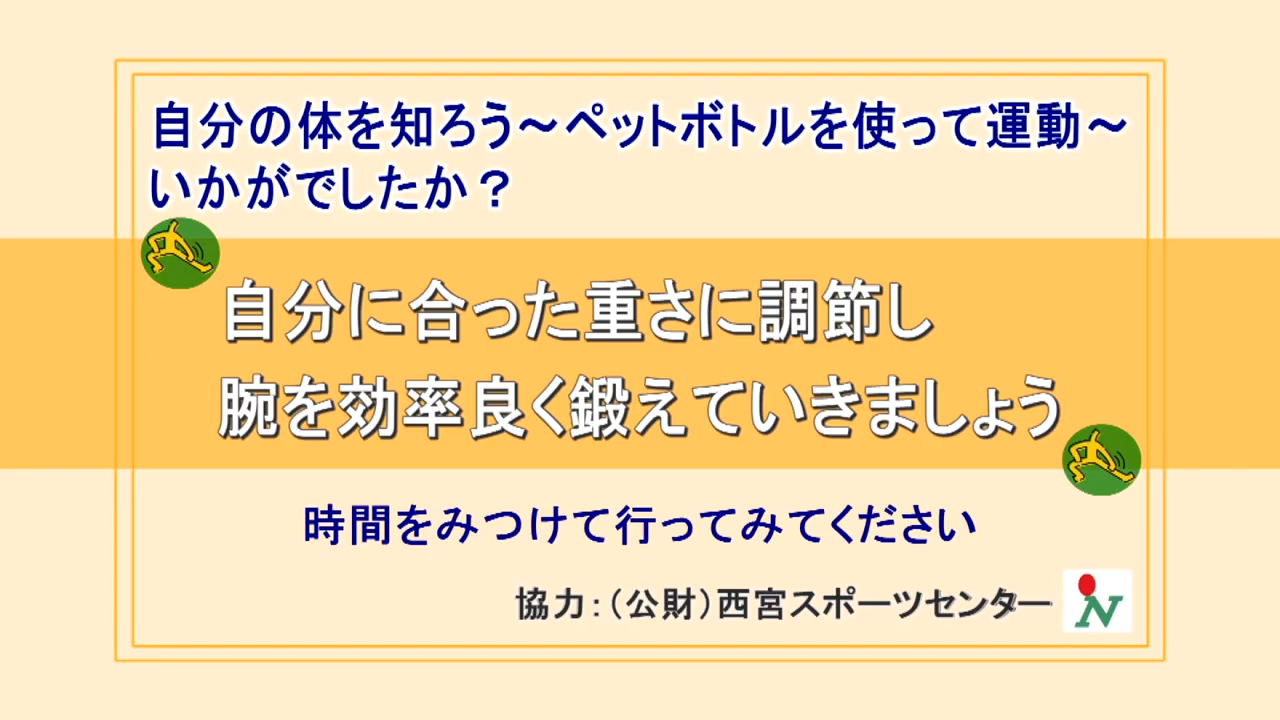 自分の体を知ろう～ペットボトルを使って運動～
いかがでしたか？
自分に合った重さに調節し
腕を効率良く鍛えていきましょう
時間をみつけて行ってみてください
協力：（公財）西宮スポーツセンター
N